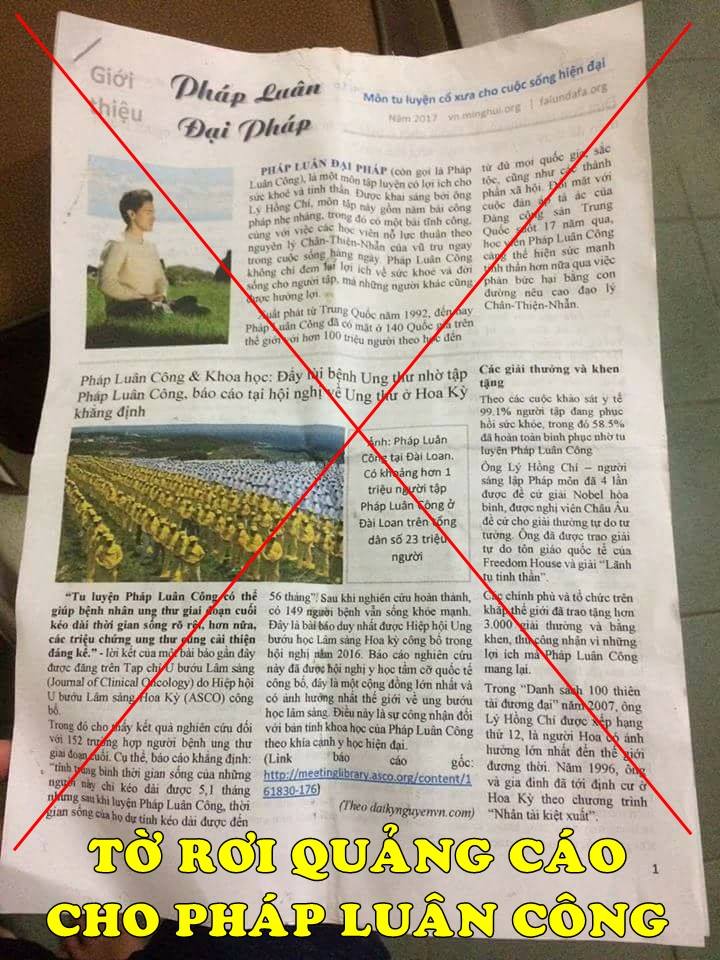 Giới
thiệu
Pháp Luân
Đại Pháp
Môn tu luyện cổ xưa cho cuộc sống hiện đại
Năm 2017 vn.minghui.org | falundafa.org
PHÁP LUÂN ĐẠI PHÁP (còn gọi là Pháp
Luân Công), là một môn tập luyện có lợi ích cho
sức khoẻ và tinh thần. Được khai sáng bởi ông
Lý Hồng Chí, môn tập này gồm năm bài công
pháp nhẹ nhàng, trong đó có một bài tĩnh công,
cùng với việc các học viên nỗ lực thuận theo
nguyên lý Chân-Thiện-Nhẫn của vũ trụ ngay
trong cuộc sống hàng ngày. Pháp Luân Công
không chỉ đem lại lợi ích về sức khoẻ và đời
sống cho người tập, mà những người khác cũng
được hưởng lợi.
Xuất phát từ Trung Quốc năm 1992, đến nay
Pháp Luân Công đã có mặt ở 140 Quốc gia trên
thế giới với hơn 100 triệu người theo học đến
từ đủ mọi quốc gia, sắc
tộc, cũng như các thành
phần xã hội. Đối mặt với
cuộc đàn áp tà ác của
Đảng cộng sản Trung
Quốc suốt 17 năm qua,
học viên Pháp Luân Công
càng thể hiện sức mạnh
tinh thần hơn nữa qua việc
phản bức hại bằng con
đường nêu cao đạo lý
Chân-Thiện-Nhẫn.
Pháp Luân Công & Khoa học: Đẩy lùi bệnh Ung thư nhờ tập
Pháp Luân Công, báo cáo tại hội nghị về Ung thư ở Hoa Kỳ
khẳng định
Ảnh: Pháp Luân
Công tại Đài Loan.
Có khoảng hơn 1
triệu người tập
Pháp Luân Công ở
Đài Loan trên tổng
dân số 23 triệu
người
"Tu luyện Pháp Luân Công có thể
giúp bệnh nhân ung thư giai đoạn cuối
kéo dài thời gian sống rõ rệt, hơn nữa,
các triệu chứng ung thư cũng cải thiện
đáng kể." - lời kết của một bài báo gần đây
được đăng trên Tạp chí U bướu Lâm sàng
(Journal of Clinical Oncology) do Hiệp hội
U bướu Lâm sàng Hoa Kỳ (ASCO) công
bố.
Trong đó cho thấy kết quả nghiên cứu đối
với 152 trường hợp người bệnh ung thư
giai đoạn cuối. Cụ thể, báo cáo khẳng định:
"tính trung bình thời gian sống của những
người này chỉ kéo dài được 5,1 tháng
nhưng sau khi luyện Pháp Luân Công, thời
gian sống của họ dự tính kéo dài được đến
56 tháng". Sau khi nghiên cứu hoàn thành,
có 149 người bệnh vẫn sống khỏe mạnh.
Đây là bài báo duy nhất được Hiệp hội Ung
bướu học Lâm sàng Hoa kỳ công bố trong
hội nghị năm 2016. Báo cáo nghiên cứu
này đã được hội nghị y học tầm cỡ quốc tế
công bố, đây là một cộng đồng lớn nhất và
có ảnh hưởng nhất thế giới về ung bướu
học lâm sàng. Điều này là sự công nhận đối
với bản tính khoa học của Pháp Luân Công
theo khía cạnh y học hiện đại.
(Link báo cáo gốc:
http://meetinglibrary.asco.org/content/1
61830-176)
(Theo daikynguyenvn.com)
Các giải thưởng và khen
tặng
Theo các cuộc khảo sát y tế
99.1% người tập đang phục
hồi sức khỏe, trong đó 58.5%
đã hoàn toàn bình phục nhờ tu
luyện Pháp Luân Công
Ông Lý Hồng Chí – người
sáng lập Pháp môn đã 4 lần
được đề cử giải Nobel hòa
bình, được nghị viện Châu Âu
đề cử cho giải thưởng tự do tư
tưởng. Ông đã được trao giải
tự do tôn giáo quốc tế của
Freedom House và giải "Lãnh
tụ tinh thần".
Các chính phủ và tổ chức trên
khắp thế giới đã trao tặng hơn
3.000 giải thưởng và bằng
khen, thư công nhận vì những
lợi ích mà Pháp Luân Công
mang lại.
Trong "Danh sách 100 thiên
tài đương đại" năm 2007, ông
Lý Hồng Chí được xếp hạng
thứ 12, là người Hoa có ảnh
hưởng lớn nhất đến thế giới
đương thời. Năm 1996, ông
và gia đình đã tới định cư ở
Hoa Kỳ theo chương trình
"Nhân tài kiệt xuất".
1
TỜ RƠI QUẢNG CÁO
CHO PHÁP LUÂN CÔNG